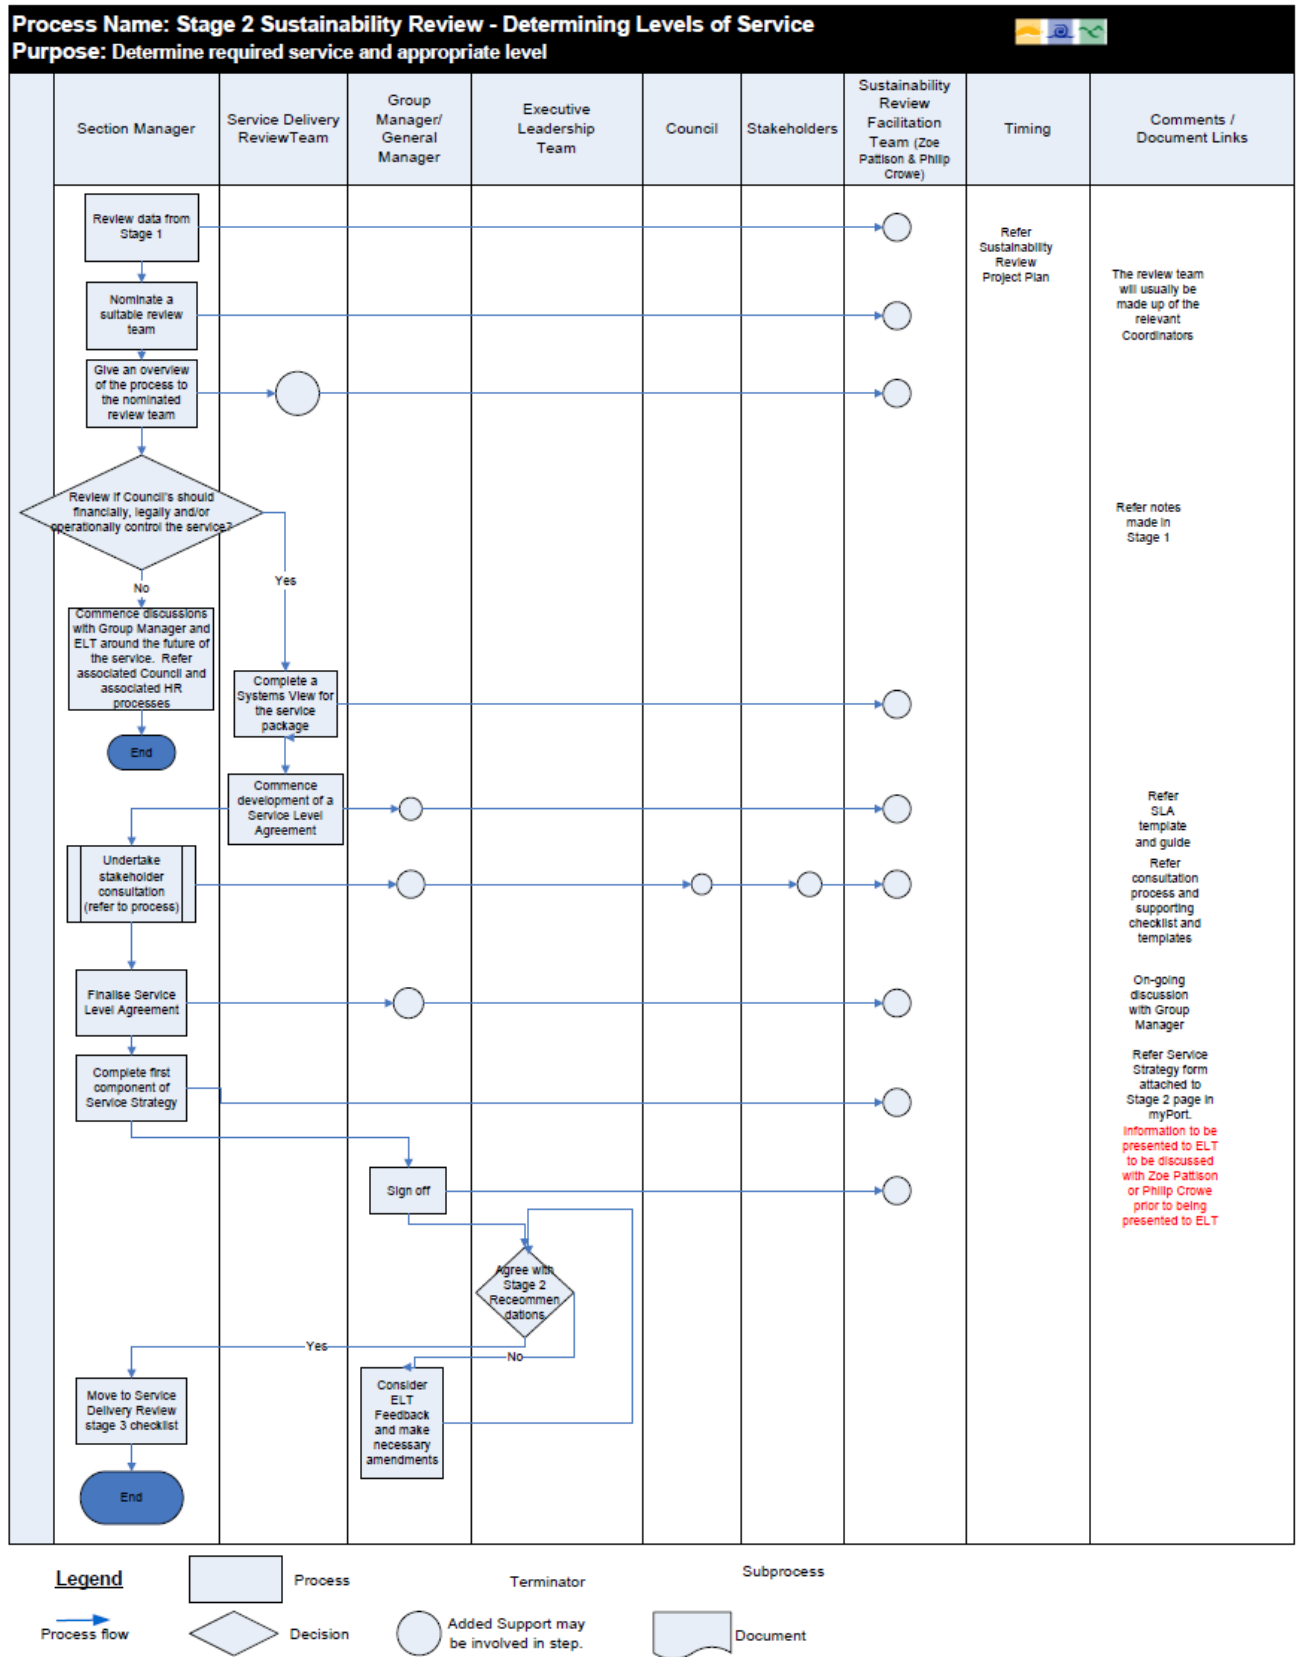 Process Name: Stage 2 Sustainability Review - Determining Levels of Service
Purpose: Determine required service and appropriate level
Section Manager
Service Delivery
ReviewTeam
Group
Manager/
General
Manager
Executive
Leadership
Team
Council
Stakeholders
Sustainability
Review
Facilitation
Team (Zoe
Pattison & Philip
Crowe)
Timing
Comments /
Document Links
Review data from
Stage 1
Refer
Sustainability
Review
Project Plan
Nominate a
suitable review
team
The review team
will usually be
made up of the
relevant
Coordinators
Give an overview
of the process to
the nominated
review team
Review if Council's should
financially, legally and/or
operationally control the service?
Refer notes
made in
Stage 1
Yes
No
Commence discussions
with Group Manager and
ELT around the future of
the service. Refer
associated Council and
associated HR
processes
Complete a
Systems View for
the service
package
End
Commence
development of a
Service Level
Agreement
Refer
SLA
template
and guide
Undertake
stakeholder
consultation
(refer to process)
Refer
consultation
process and
supporting
checklist and
templates
Finalise Service
Level Agreement
On-going
discussion
with Group
Manager
Complete first
component of
Service Strategy
Refer Service
Strategy form
attached to
Stage 2 page in
myPort.
Information to be
presented to ELT
to be discussed
with Zoe Pattison
or Philip Crowe
prior to being
presented to ELT
Sign off
Agree with
Stage 2
Receommen
dations
Yes
No
Move to Service
Delivery Review
stage 3 checklist
Consider
ELT
Feedback
and make
necessary
amendments
End
Legend
Process
Terminator
Subprocess
Process flow
Decision
Added Support may
be involved in step.
Document